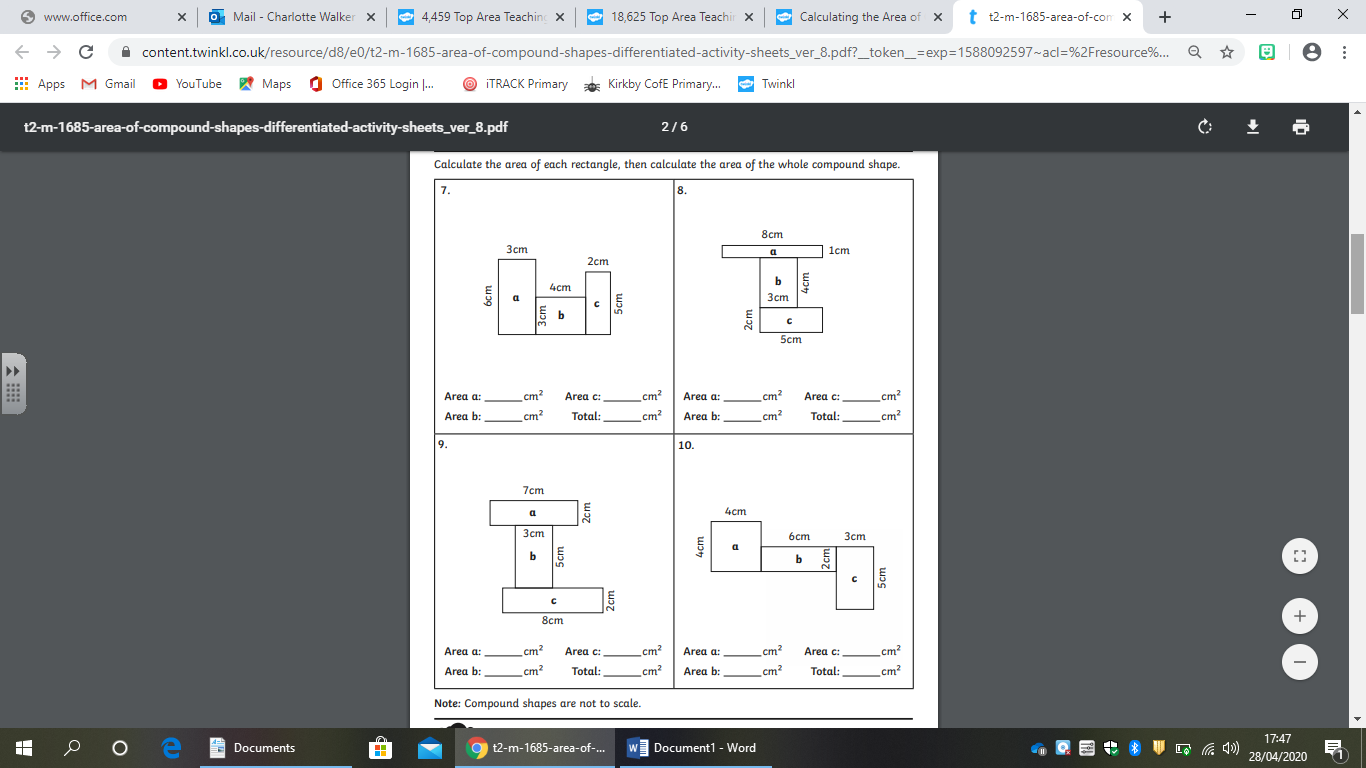 www.office.com
Mail - Charlotte Walker
4,459 Top Area Teaching
18,625 Top Area Teachin
Calculating the Area of
t2-m-1685-area-of-com
content.twinkl.co.uk/resource/d8/e0/t2-m-1685-area-of-compound-shapes-differentiated-activity-sheets_ver_8.pdf?__token__=exp=1588092597~acl=%2Fresource%...
Apps Gmail YouTube Maps Office 365 Login |... iTRACK Primary Kirkby CofE Primary... Twinkl
t2-m-1685-area-of-compound-shapes-differentiated-activity-sheets_ver_8.pdf 2 / 6
Calculate the area of each rectangle, then calculate the area of the whole compound shape.
7.
3cm
2cm
4cm
6cm
a
3cm
b
c
5cm
Area a: ______cm² Area c: ______cm²
Area b: ______cm² Total: ______cm²
8.
8cm
a
1cm
b
4cm
3cm
2cm
c
5cm
Area a: ______cm² Area c: ______cm²
Area b: ______cm² Total: ______cm²
9.
7cm
a
2cm
3cm
b
5cm
c
2cm
8cm
Area a: ______cm² Area c: ______cm²
Area b: ______cm² Total: ______cm²
10.
4cm
6cm
3cm
4cm
a
b
2cm
c
5cm
Area a: ______cm² Area c: ______cm²
Area b: ______cm² Total: ______cm²
Note: Compound shapes are not to scale.
Documents
t2-m-1685-area-of-...
Document1 - Word
17:47
28/04/2020
1